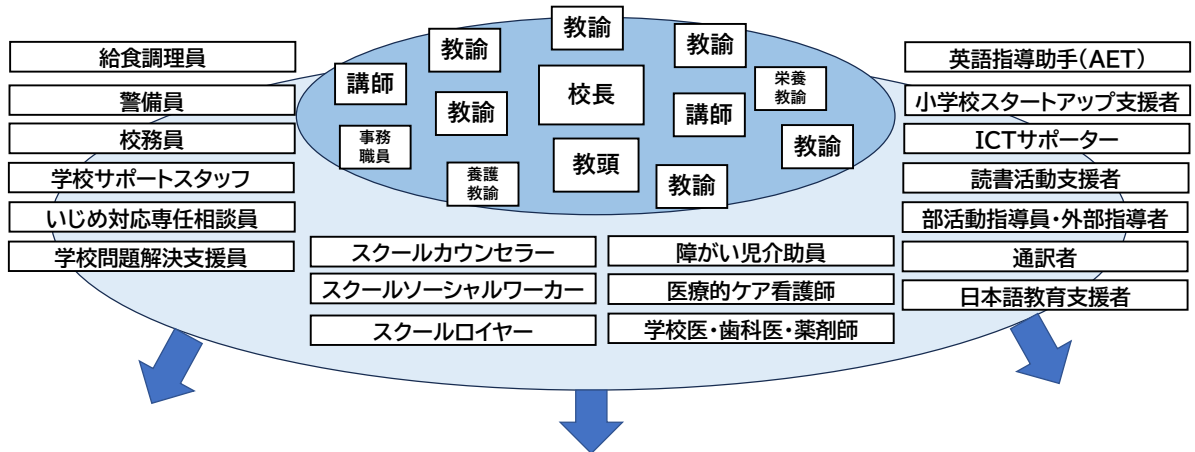 教諭
教諭
教諭
講師
校長
栄養
教諭
教諭
講師
事務
職員
教頭
教諭
養護
教諭
教諭
給食調理員
警備員
校務員
学校サポートスタッフ
いじめ対応専任相談員
学校問題解決支援員
スクールカウンセラー
スクールソーシャルワーカー
スクールロイヤー
障がい児介助員
医療的ケア看護師
学校医・歯科医・薬剤師
英語指導助手(AET)
小学校スタートアップ支援者
ICTサポーター
読書活動支援者
部活動指導員・外部指導者
通訳者
日本語教育支援者